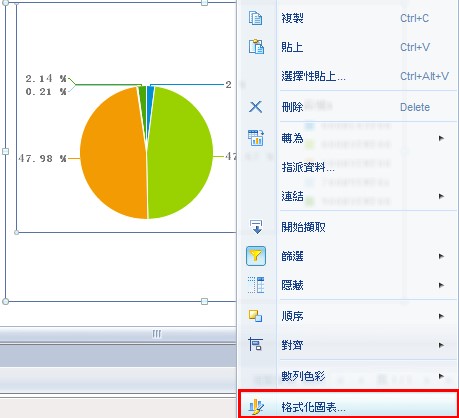 複製 Ctrl+C
貼上 Ctrl+V
選擇性貼上... Ctrl+Alt+V
刪除 Delete
轉為
指派資料...
連結
開始擷取
篩選
隱藏
順序
對齊
數列色彩
格式化圖表...
2.14 %
0.21 %
47.98 %
2
47